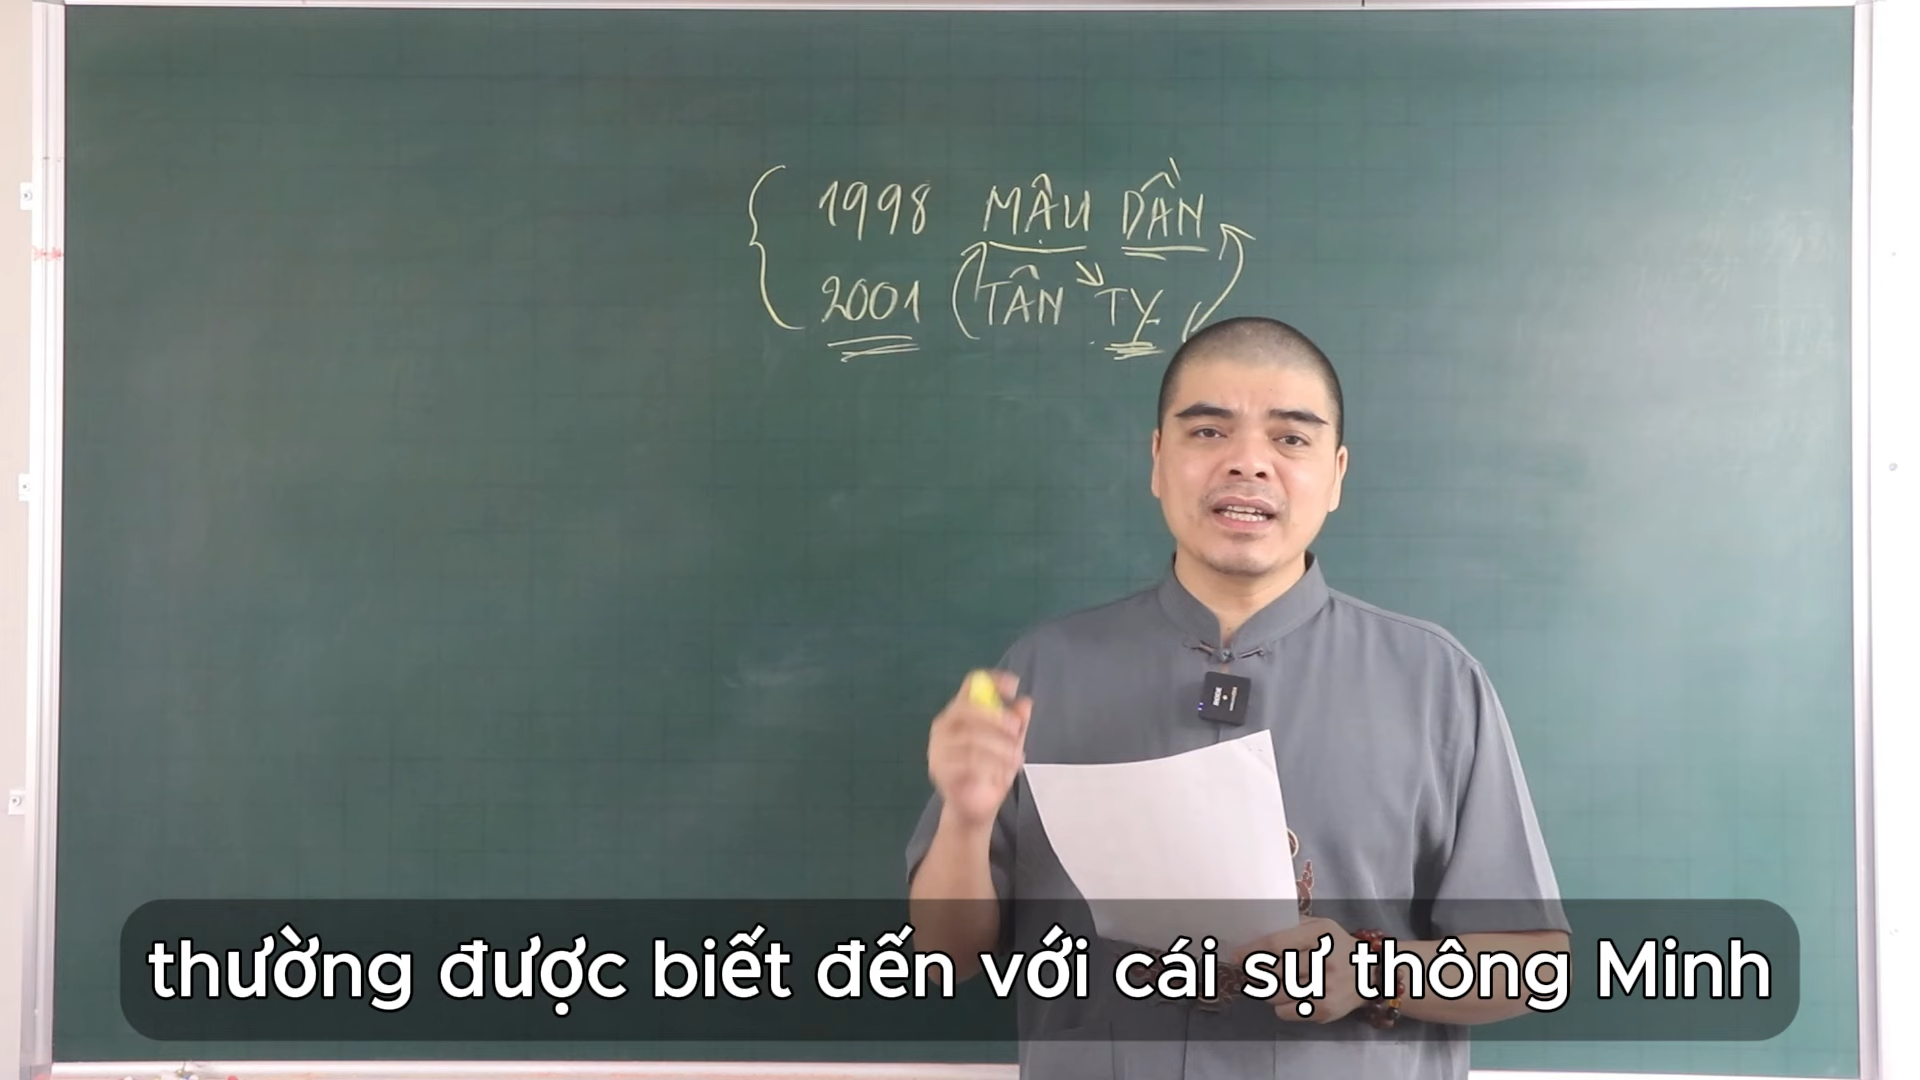 1998 MẬU DẦN
2001 TÂN TỴ
thường được biết đến với cái sự thông Minh